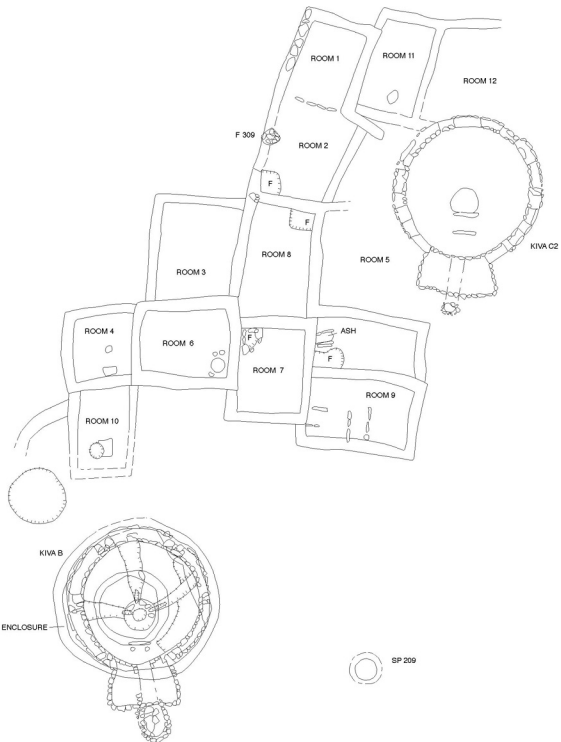 ROOM 1
ROOM 11
ROOM 12
F 309
ROOM 2
F
F
KIVA C2
ROOM 8
ROOM 5
ROOM 3
ROOM 4
ROOM 6
F
ASH
F
ROOM 7
ROOM 9
ROOM 10
KIVA B
ENCLOSURE
SP 209